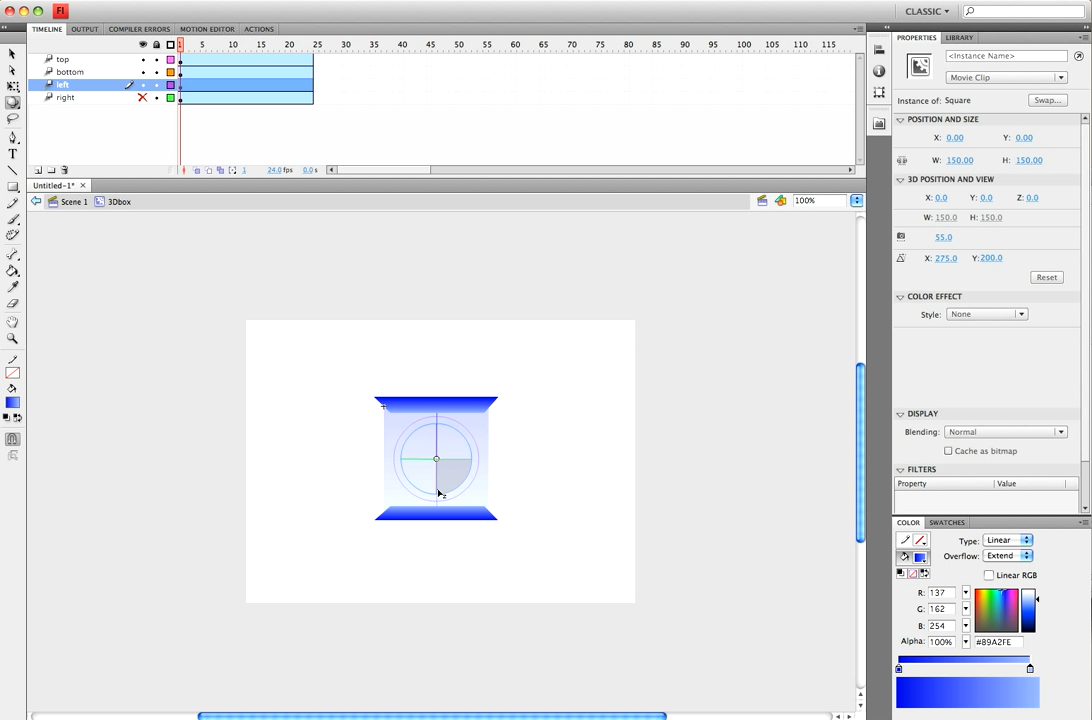 Fl
CLASSIC
TIMELINE OUTPUT COMPILER ERRORS MOTION EDITOR ACTIONS
PROPERTIES LIBRARY
1 5 10 15 20 25 30 35 40 45 50 55 60 65 70 75 80 85 90 95 100 105 110 115
top
bottom
left
right
1 24.0 fps 0.0 s
Untitled-1*
Scene 1 3Dbox 100%
<Instance Name>
Movie Clip
Instance of: Square Swap...
POSITION AND SIZE
X: 0.00 Y: 0.00
W: 150.00 H: 150.00
3D POSITION AND VIEW
X: 0.0 Y: 0.0 Z: 0.0
W: 150.0 H: 150.0
55.0
X: 275.0 Y: 200.0
Reset
COLOR EFFECT
Style: None
DISPLAY
Blending: Normal
Cache as bitmap
FILTERS
Property Value
COLOR SWATCHES
Type: Linear
Overflow: Extend
Linear RGB
R: 137
G: 162
B: 254
Alpha: 100% #89A2FE